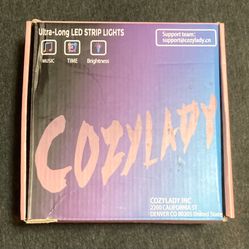 Ultra-Long LED STRIP LIGHTS
Support team:
support@cozylady.cn
MUSIC TIME Brightness
COZYLADY
COZYLADY INC
2300 CALIFORNIA ST
DENVER CO 80205 United States